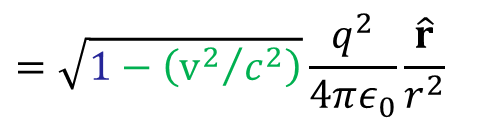 = √1 − (v²/c²) q²/4πϵ₀ r̂/r²